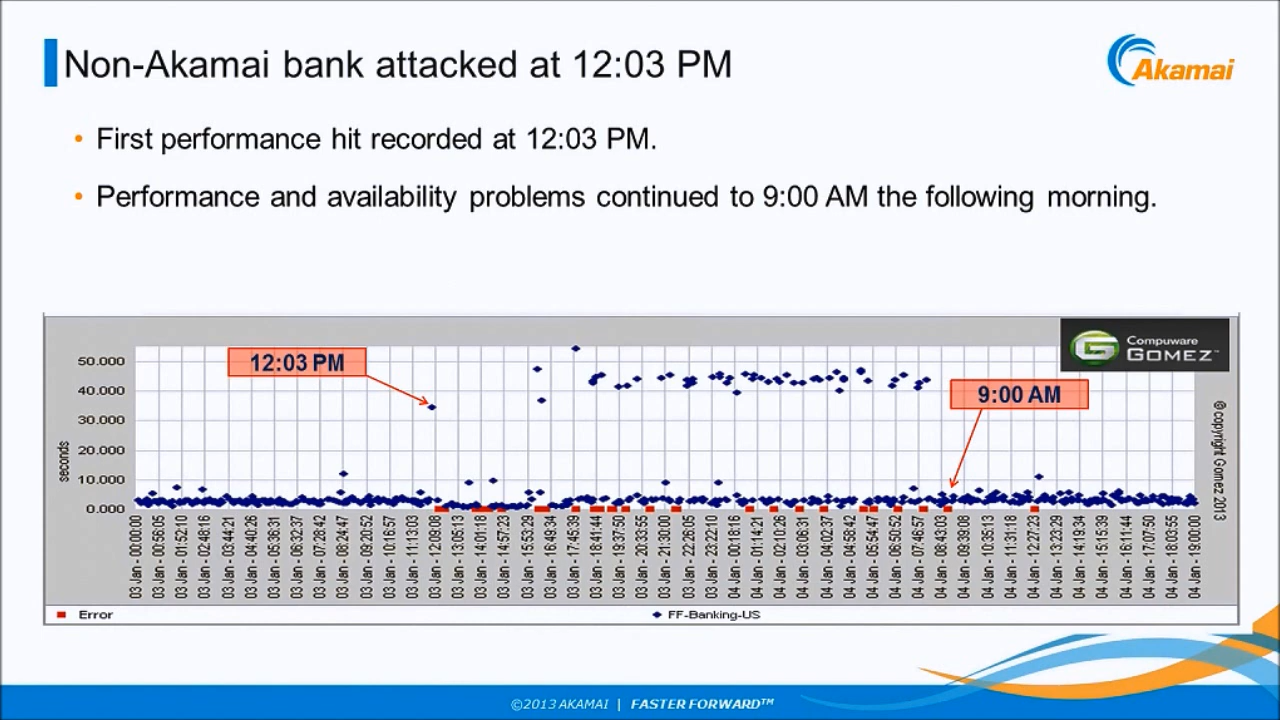 Non-Akamai bank attacked at 12:03 PM
Akamai
• First performance hit recorded at 12:03 PM.
• Performance and availability problems continued to 9:00 AM the following morning.
Compuware
GOMEZ™
12:03 PM
9:00 AM
seconds
50.000
40.000
30.000
20.000
10.000
0.000
© copyright Gomez 2013
03 Jan - 00:00:00
03 Jan - 00:56:05
03 Jan - 01:52:10
03 Jan - 02:48:16
03 Jan - 03:44:21
03 Jan - 04:40:26
03 Jan - 05:36:31
03 Jan - 06:32:37
03 Jan - 07:28:42
03 Jan - 08:24:47
03 Jan - 09:20:52
03 Jan - 10:16:57
03 Jan - 11:13:03
03 Jan - 12:09:08
03 Jan - 13:05:13
03 Jan - 14:01:18
03 Jan - 14:57:23
03 Jan - 15:53:29
03 Jan - 16:49:34
03 Jan - 17:45:39
03 Jan - 18:41:44
03 Jan - 19:37:50
03 Jan - 20:33:55
03 Jan - 21:30:00
03 Jan - 22:26:05
03 Jan - 23:22:10
04 Jan - 00:18:16
04 Jan - 01:14:21
04 Jan - 02:10:26
04 Jan - 03:06:31
04 Jan - 04:02:37
04 Jan - 04:58:42
04 Jan - 05:54:47
04 Jan - 06:50:52
04 Jan - 07:46:57
04 Jan - 08:43:03
04 Jan - 09:39:08
04 Jan - 10:35:13
04 Jan - 11:31:18
04 Jan - 12:27:23
04 Jan - 13:23:29
04 Jan - 14:19:34
04 Jan - 15:15:39
04 Jan - 16:11:44
04 Jan - 17:07:50
04 Jan - 18:03:55
04 Jan - 19:00:00
Error
FF-Banking-US
©2013 AKAMAI | FASTER FORWARD™